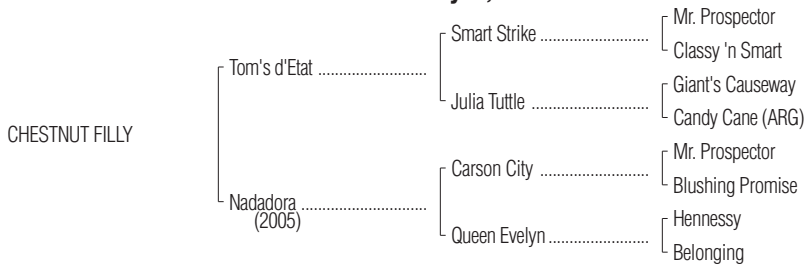 Mr. Prospector
Smart Strike ..........................
Classy 'n Smart
Tom's d'Etat ..........................
Giant's Causeway
Julia Tuttle ............................
Candy Cane (ARG)
CHESTNUT FILLY
Mr. Prospector
Carson City ..........................
Blushing Promise
Nadadora ..............................
(2005)
Hennessy
Queen Evelyn ........................
Belonging